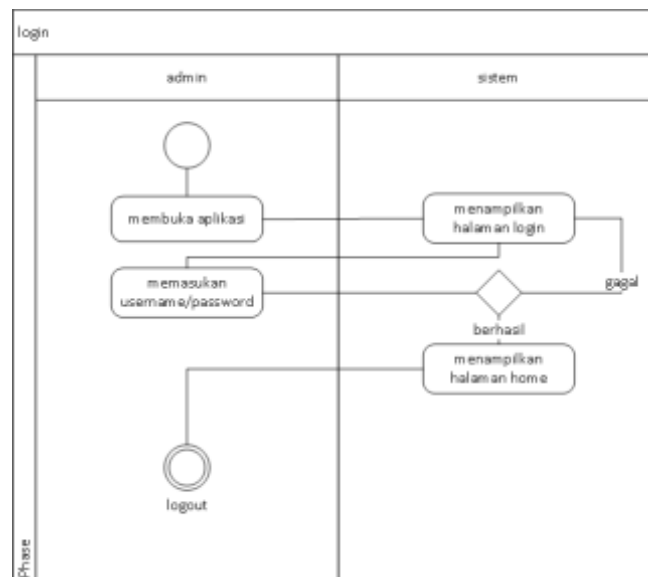 login
admin
sistem
membuka aplikasi
menampilkan
halaman login
memasukan
username/password
gagal
berhasil
menampilkan
halaman home
logout
Phase